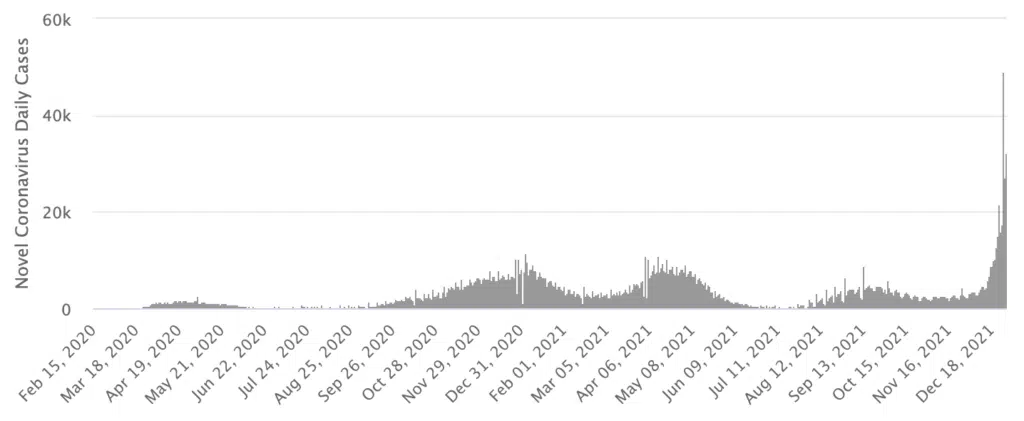 60k
40k
20k
0
Novel Coronavirus Daily Cases
Feb 15, 2020
Mar 18, 2020
Apr 19, 2020
May 21, 2020
Jun 22, 2020
Jul 24, 2020
Aug 25, 2020
Sep 26, 2020
Oct 28, 2020
Nov 29, 2020
Dec 31, 2020
Feb 01, 2021
Mar 05, 2021
Apr 06, 2021
May 08, 2021
Jun 09, 2021
Jul 11, 2021
Aug 12, 2021
Sep 13, 2021
Oct 15, 2021
Nov 16, 2021
Dec 18, 2021